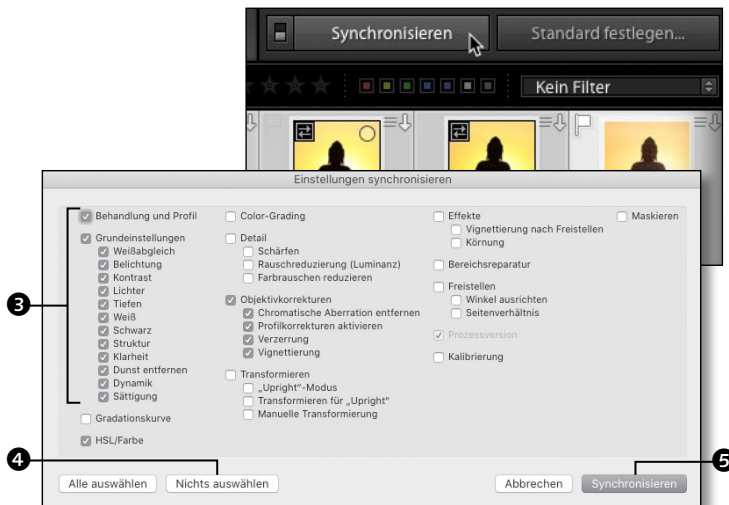 Synchronisieren
Standard festlegen...
Kein Filter
Einstellungen synchronisieren
Behandlung und Profil
Grundeinstellungen
Weißabgleich
Belichtung
Kontrast
Lichter
Tiefen
Weiß
Schwarz
Struktur
Klarheit
Dunst entfernen
Dynamik
Sättigung
Gradationskurve
HSL/Farbe
Color-Grading
Detail
Schärfen
Rauschreduzierung (Luminanz)
Farbrauschen reduzieren
Objektivkorrekturen
Chromatische Aberration entfernen
Profilkorrekturen aktivieren
Verzerrung
Vignettierung
Transformieren
„Upright“-Modus
Transformieren für „Upright“
Manuelle Transformierung
Effekte
Vignettierung nach Freistellen
Körnung
Bereichsreparatur
Freistellen
Winkel ausrichten
Seitenverhältnis
Prozessversion
Kalibrierung
Maskieren
❸
❹
❺
Alle auswählen
Nichts auswählen
Abbrechen
Synchronisieren